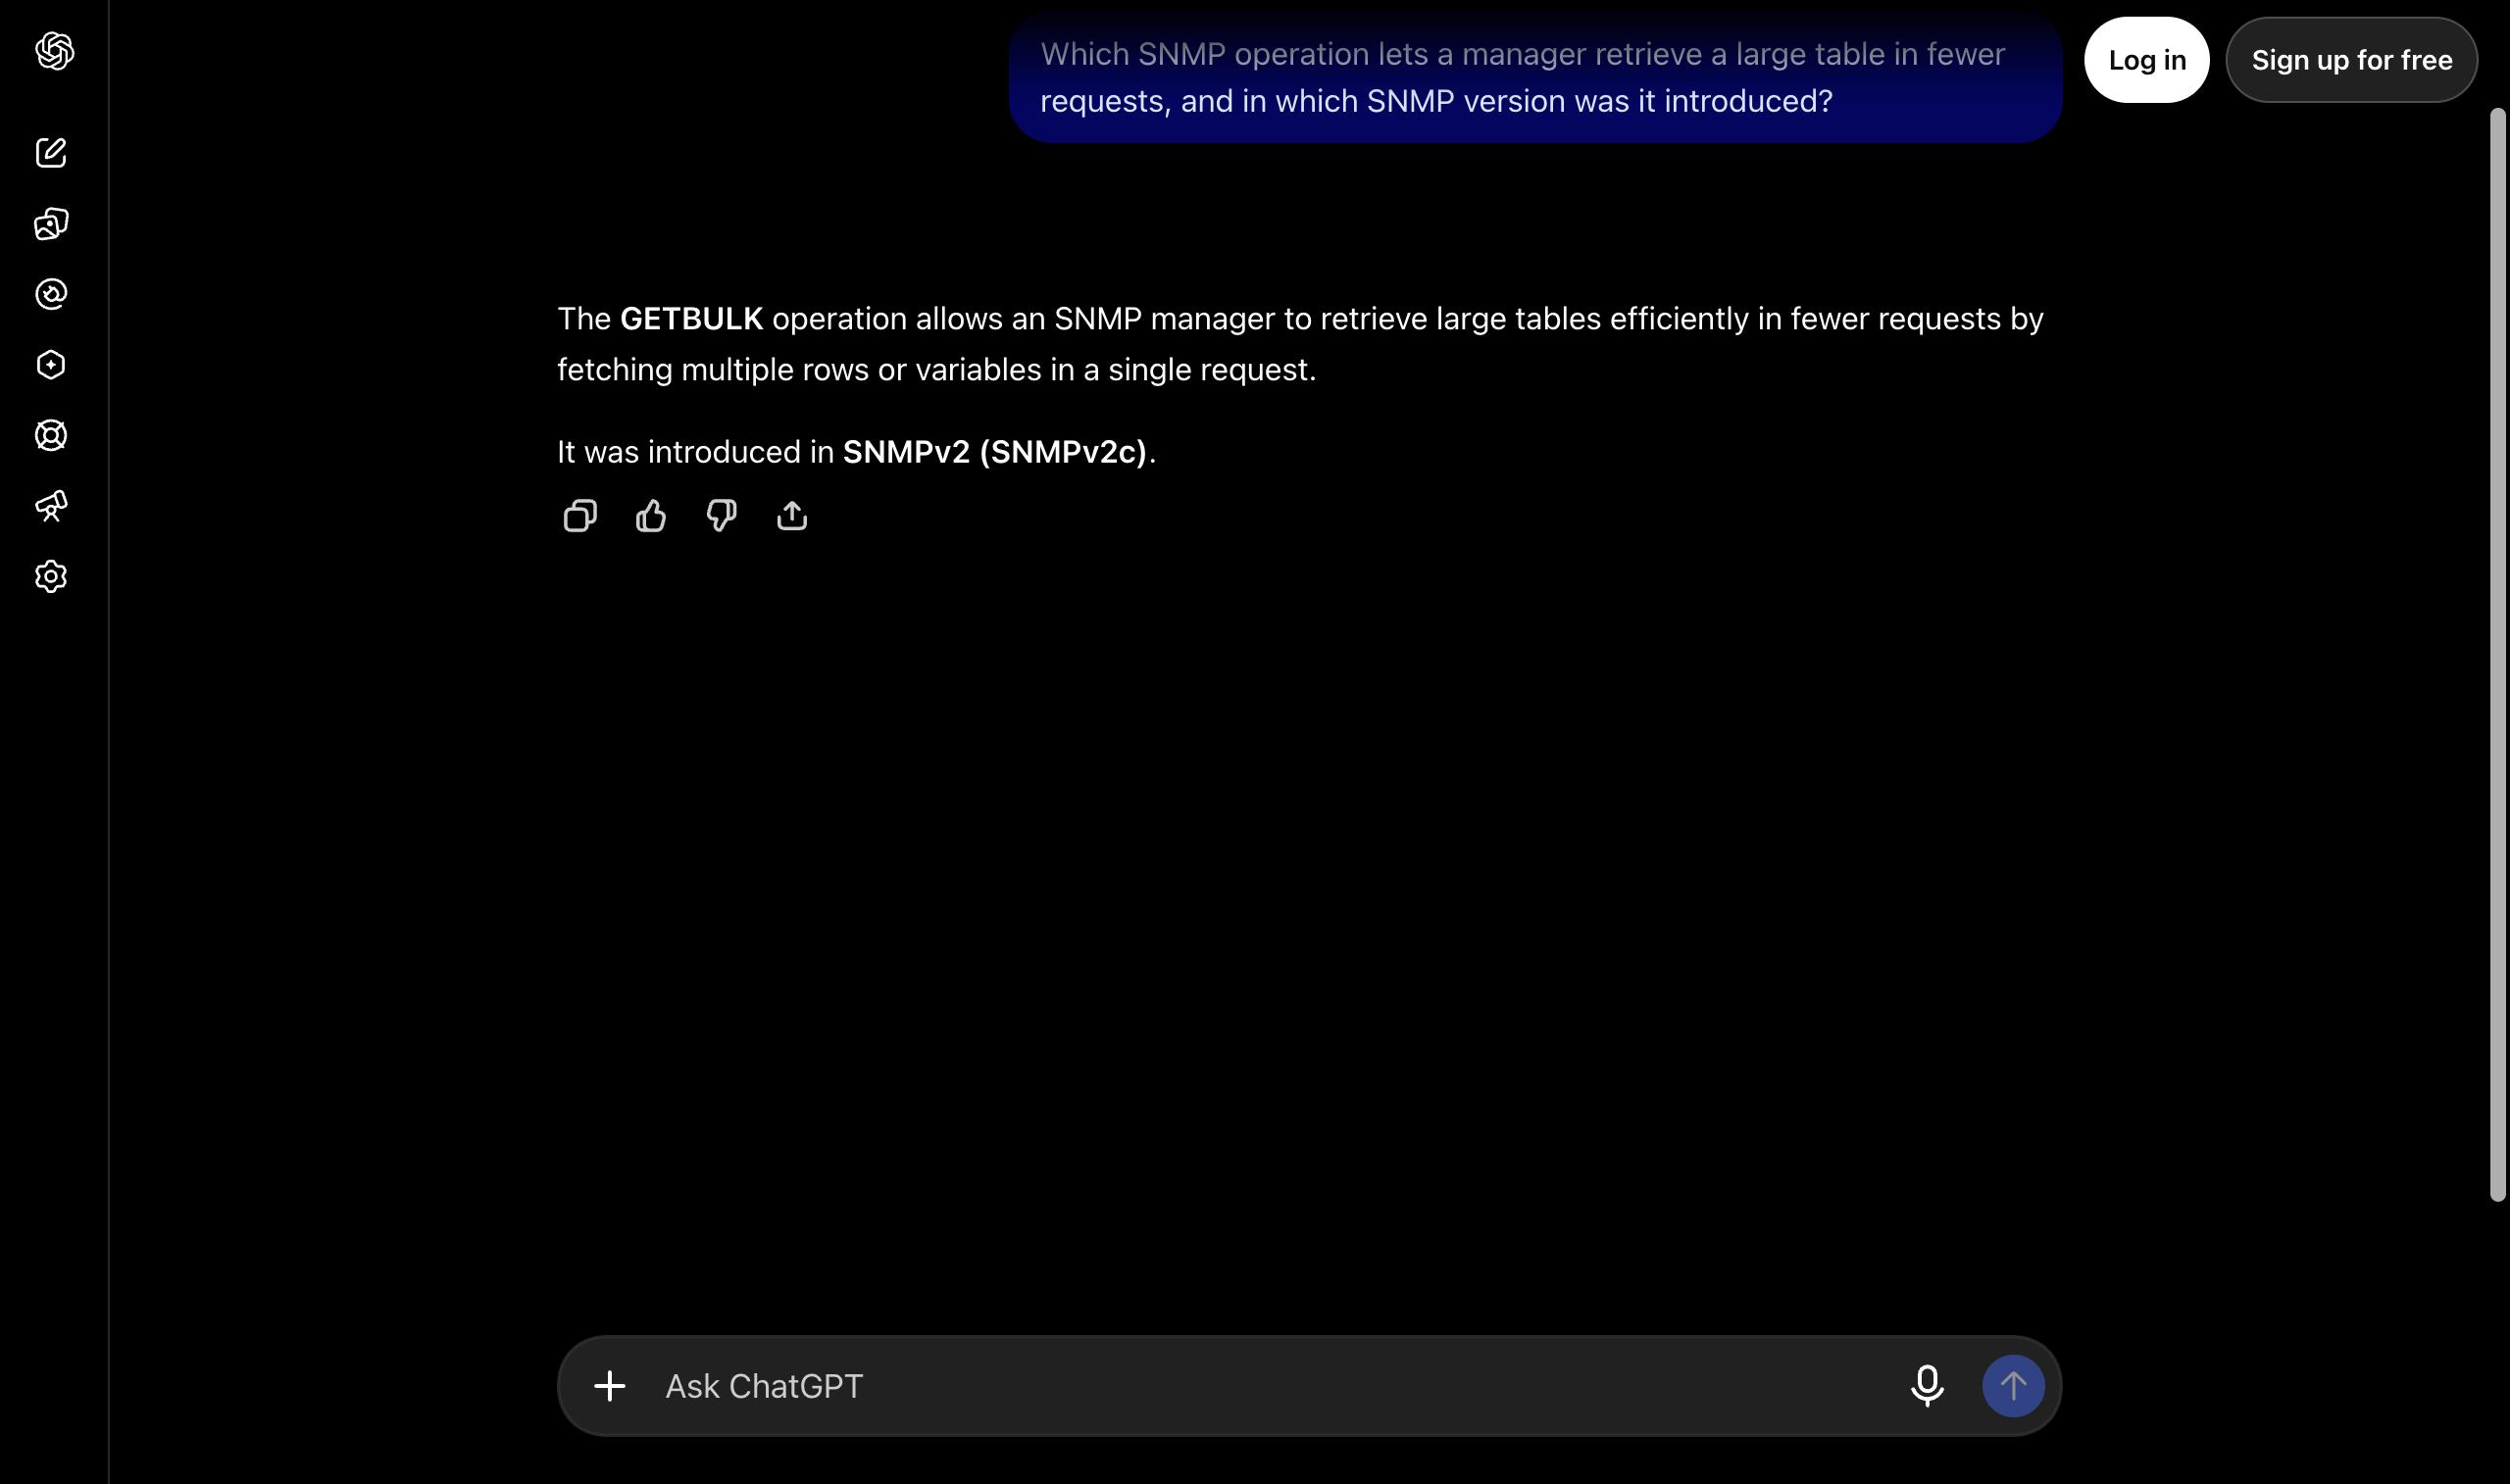 Which SNMP operation lets a manager retrieve a large table in fewer
requests, and in which SNMP version was it introduced?
Log in
Sign up for free
The GETBULK operation allows an SNMP manager to retrieve large tables efficiently in fewer requests by
fetching multiple rows or variables in a single request.
It was introduced in SNMPv2 (SNMPv2c).
Ask ChatGPT